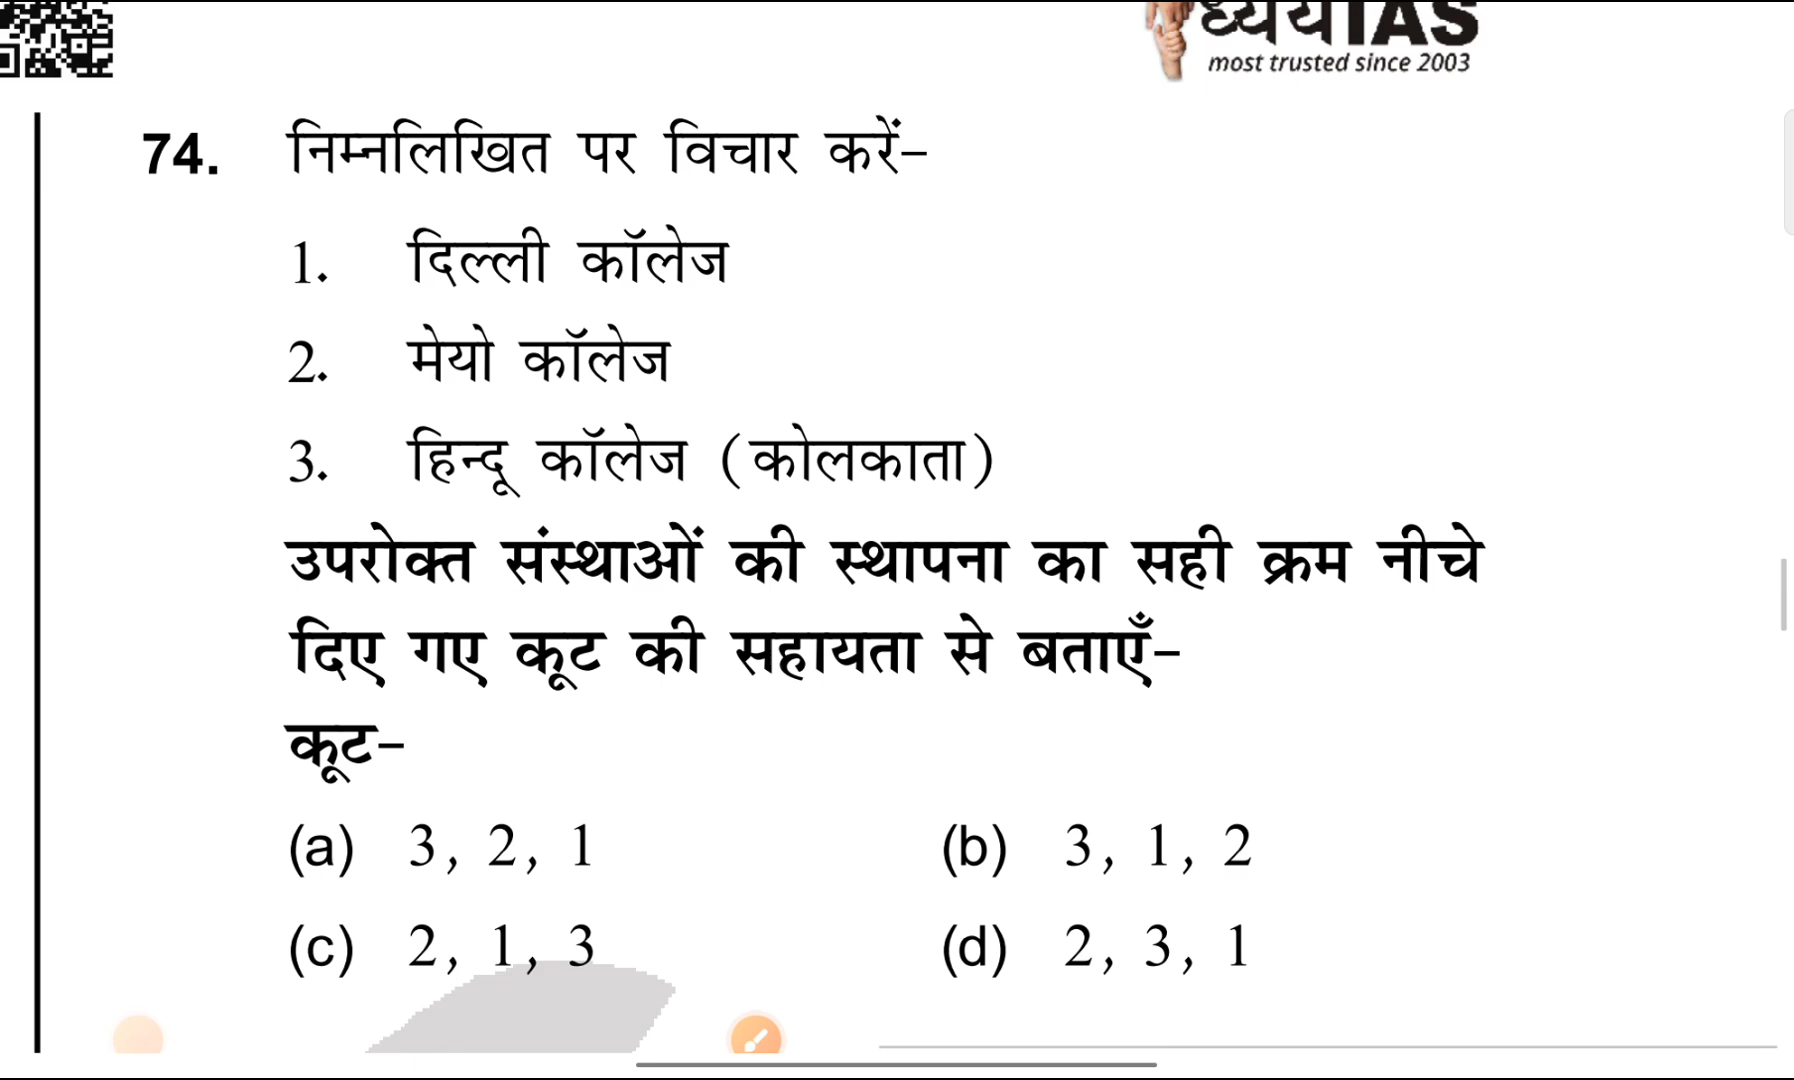 ध्येयIAS
most trusted since 2003
74. निम्नलिखित पर विचार करें-
1. दिल्ली कॉलेज
2. मेयो कॉलेज
3. हिन्दू कॉलेज (कोलकाता)
उपरोक्त संस्थाओं की स्थापना का सही क्रम नीचे
दिए गए कूट की सहायता से बताएँ-
कूट-
(a) 3, 2, 1 (b) 3, 1, 2
(c) 2, 1, 3 (d) 2, 3, 1